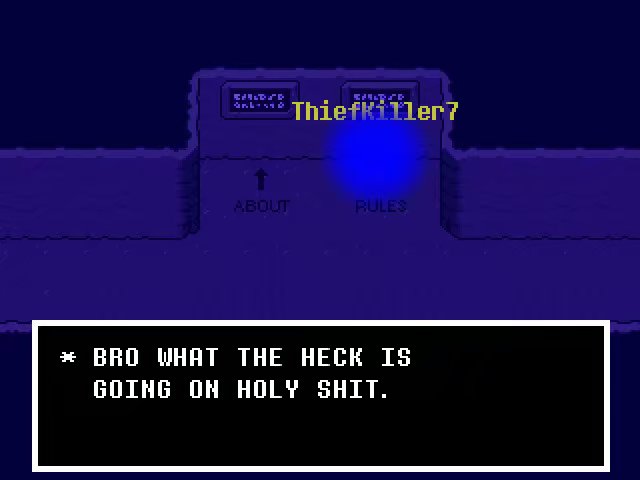 ThiefKiller7
ABOUT RULES
* BRO WHAT THE HECK IS
GOING ON HOLY SHIT.